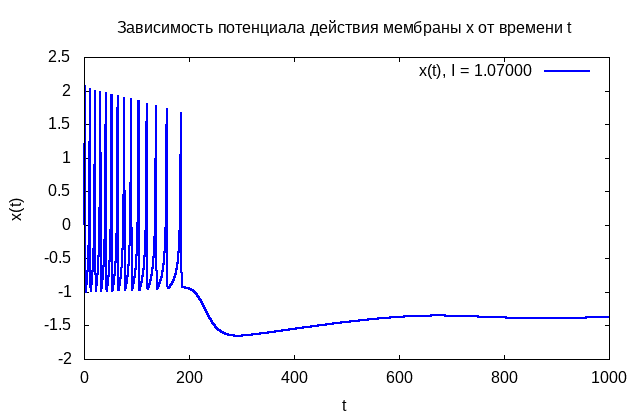 Зависимость потенциала действия мембраны x от времени t
x(t), I = 1.07000
2.5
2
1.5
1
0.5
0
-0.5
-1
-1.5
-2
x(t)
0 200 400 600 800 1000
t